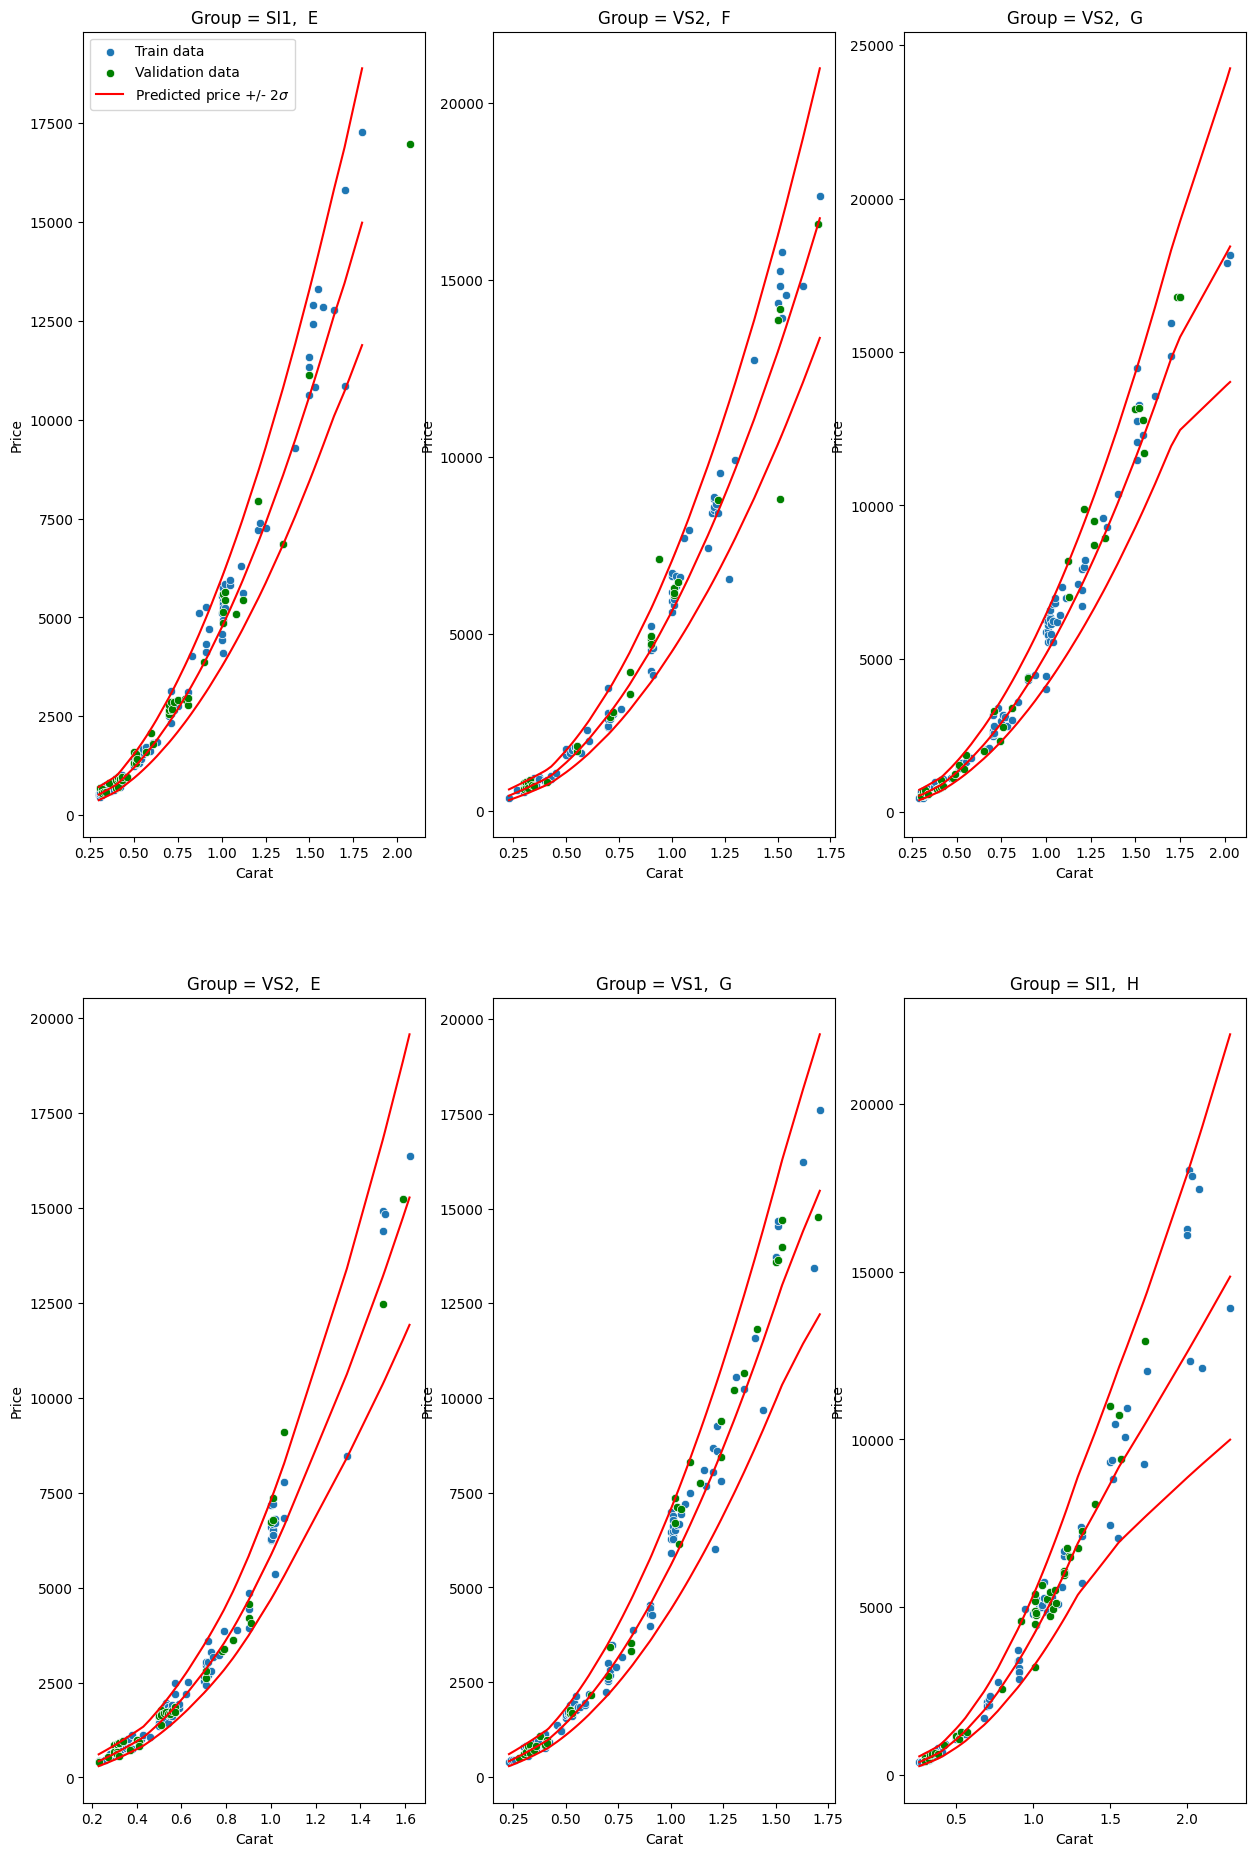 Group = SI1,  E
Train data
Validation data
Predicted price +/- 2σ
17500
15000
12500
10000
7500
5000
2500
0
Price
0.25 0.50 0.75 1.00 1.25 1.50 1.75 2.00
Carat
Group = VS2,  F
20000
15000
10000
5000
0
Price
0.25 0.50 0.75 1.00 1.25 1.50 1.75
Carat
Group = VS2,  G
25000
20000
15000
10000
5000
0
Price
0.25 0.50 0.75 1.00 1.25 1.50 1.75 2.00
Carat
Group = VS2,  E
20000
17500
15000
12500
10000
7500
5000
2500
0
Price
0.2 0.4 0.6 0.8 1.0 1.2 1.4 1.6
Carat
Group = VS1,  G
20000
17500
15000
12500
10000
7500
5000
2500
0
Price
0.25 0.50 0.75 1.00 1.25 1.50 1.75
Carat
Group = SI1,  H
20000
15000
10000
5000
0
Price
0.5 1.0 1.5 2.0
Carat